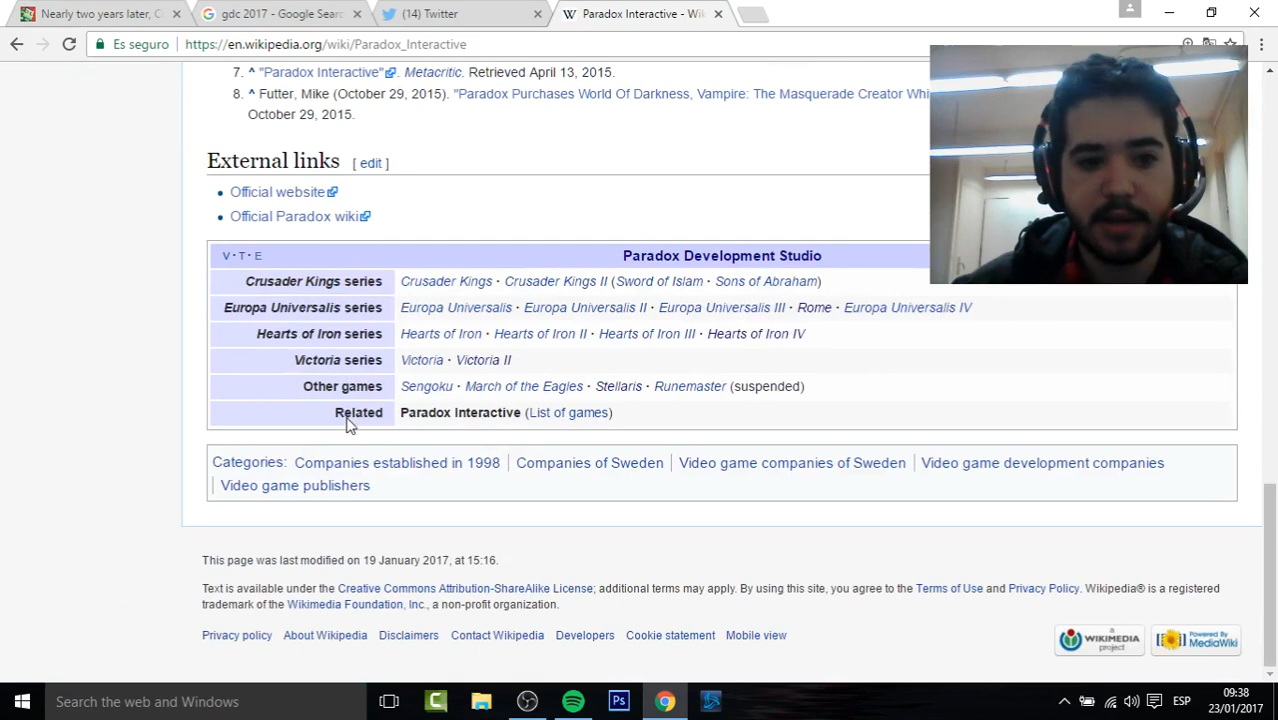 Nearly two years later, C
gdc 2017 - Google Sear
(14) Twitter
Paradox Interactive - Wi
Es seguro
https://en.wikipedia.org/wiki/Paradox_Interactive
7. ^ "Paradox Interactive". Metacritic. Retrieved April 13, 2015.
8. ^ Futter, Mike (October 29, 2015). "Paradox Purchases World Of Darkness, Vampire: The Masquerade Creator Whi
October 29, 2015.
External links [ edit ]
• Official website
• Official Paradox wiki
V · T · E Paradox Development Studio
Crusader Kings series Crusader Kings · Crusader Kings II (Sword of Islam · Sons of Abraham)
Europa Universalis series Europa Universalis · Europa Universalis II · Europa Universalis III · Rome · Europa Universalis IV
Hearts of Iron series Hearts of Iron · Hearts of Iron II · Hearts of Iron III · Hearts of Iron IV
Victoria series Victoria · Victoria II
Other games Sengoku · March of the Eagles · Stellaris · Runemaster (suspended)
Related Paradox Interactive (List of games)
Categories: Companies established in 1998 | Companies of Sweden | Video game companies of Sweden | Video game development companies
| Video game publishers
This page was last modified on 19 January 2017, at 15:16.
Text is available under the Creative Commons Attribution-ShareAlike License; additional terms may apply. By using this site, you agree to the Terms of Use and Privacy Policy. Wikipedia® is a registered
trademark of the Wikimedia Foundation, Inc., a non-profit organization.
Privacy policy About Wikipedia Disclaimers Contact Wikipedia Developers Cookie statement Mobile view
a
WIKIMEDIA
project
Powered By
MediaWiki
Search the web and Windows
Ps
ESP
09:38
23/01/2017